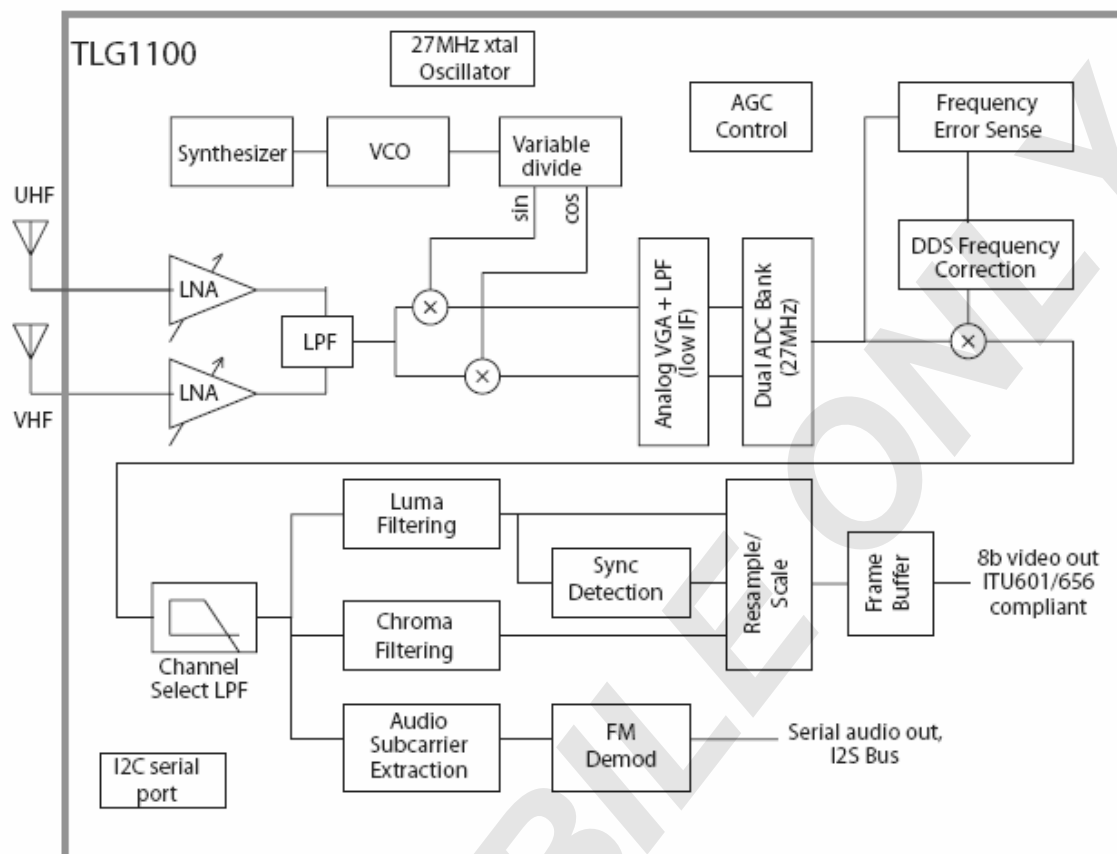 TLG1100
27MHz xtal
Oscillator
AGC
Control
Frequency
Error Sense
Synthesizer
VCO
Variable
divide
UHF
sin
cos
DDS Frequency
Correction
LNA
LPF
Analog VGA + LPF
(low IF)
Dual ADC Bank
(27MHz)
VHF
LNA
Luma
Filtering
Sync
Detection
Resample/
Scale
Frame
Buffer
8b video out
ITU601/656
compliant
Chroma
Filtering
Channel
Select LPF
Audio
Subcarrier
Extraction
FM
Demod
Serial audio out,
I2S Bus
I2C serial
port
BILE ONLY